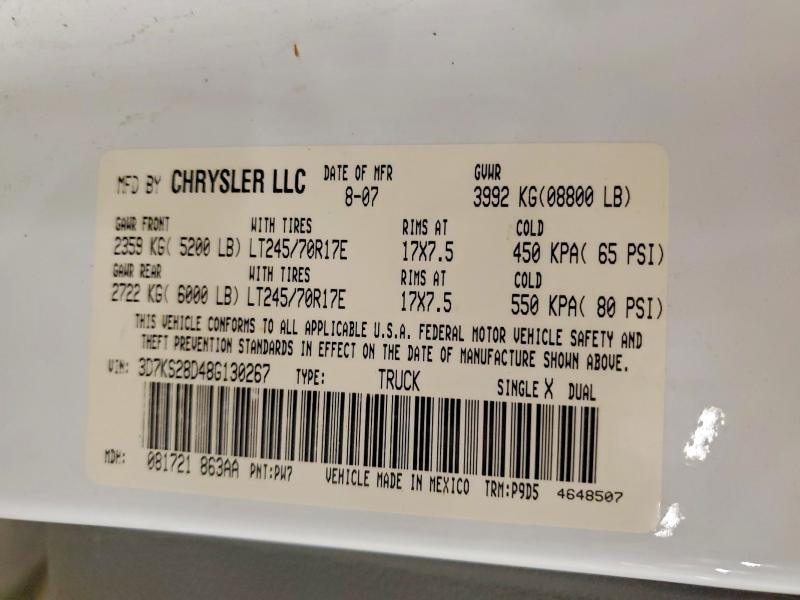 MFD BY CHRYSLER LLC DATE OF MFR 8-07 GVWR 3992 KG(08800 LB)
GAWR FRONT WITH TIRES RIMS AT COLD
2359 KG( 5200 LB) LT245/70R17E 17X7.5 450 KPA( 65 PSI)
GAWR REAR WITH TIRES RIMS AT COLD
2722 KG( 6000 LB) LT245/70R17E 17X7.5 550 KPA( 80 PSI)
THIS VEHICLE CONFORMS TO ALL APPLICABLE U.S.A. FEDERAL MOTOR VEHICLE SAFETY AND
THEFT PREVENTION STANDARDS IN EFFECT ON THE DATE OF MANUFACTURE SHOWN ABOVE.
VIN: 3D7KS28D48G130267 TYPE: TRUCK SINGLE X DUAL
MDH: 081721 863AA PNT:PW7 VEHICLE MADE IN MEXICO TRM:P9D5 4648507